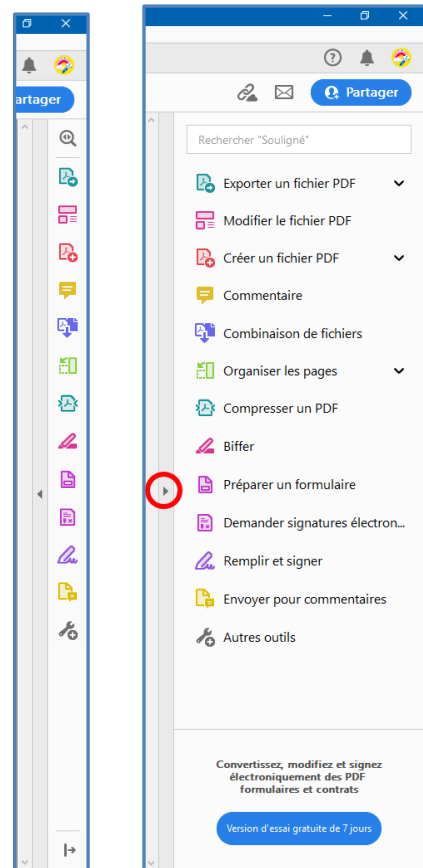 artager
Partager
Rechercher "Souligné"
Exporter un fichier PDF
Modifier le fichier PDF
Créer un fichier PDF
Commentaire
Combinaison de fichiers
Organiser les pages
Compresser un PDF
Biffer
Préparer un formulaire
Demander signatures électron...
Remplir et signer
Envoyer pour commentaires
Autres outils
Convertissez, modifiez et signez
électroniquement des PDF
formulaires et contrats
Version d'essai gratuite de 7 jours